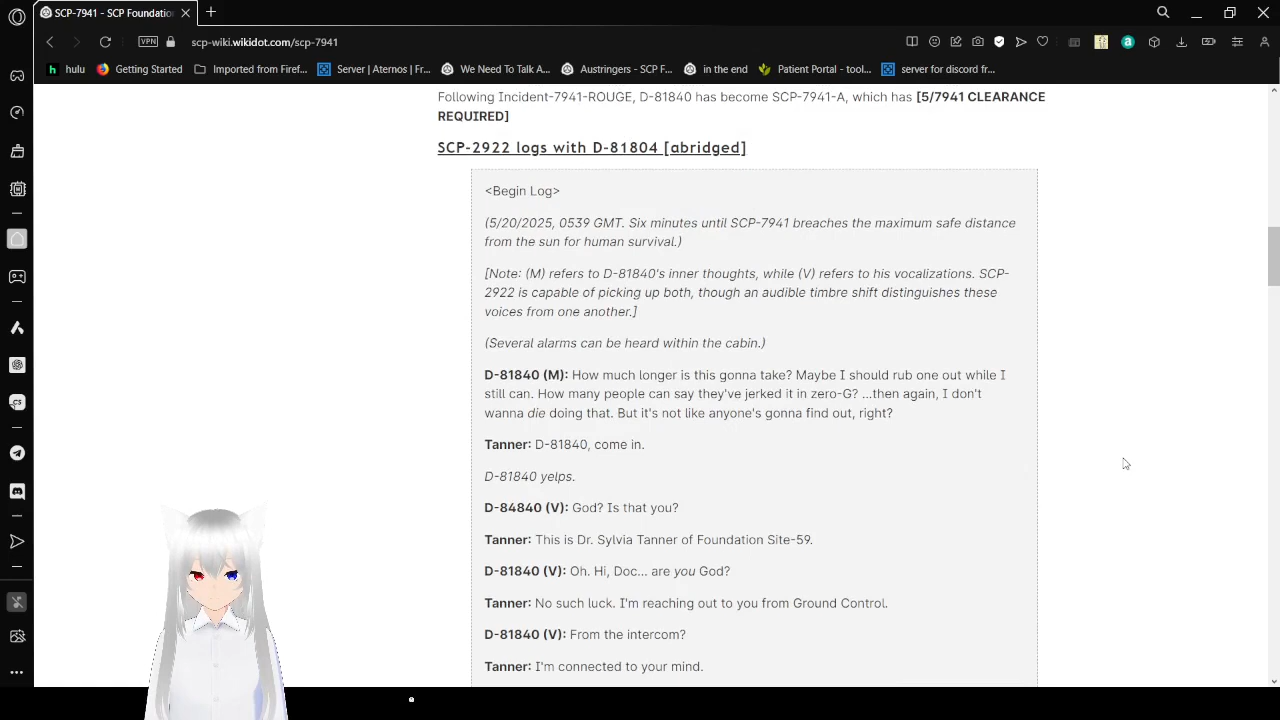 SCP-7941 - SCP Foundatio
scp-wiki.wikidot.com/scp-7941
VPN
hulu
Getting Started
Imported from Firef...
Server | Aternos | Fr...
We Need To Talk A...
Austringers - SCP F...
in the end
Patient Portal - tool...
server for discord fr...
Following Incident-7941-ROUGE, D-81840 has become SCP-7941-A, which has [5/7941 CLEARANCE
REQUIRED]
SCP-2922 logs with D-81804 [abridged]
<Begin Log>
(5/20/2025, 0539 GMT. Six minutes until SCP-7941 breaches the maximum safe distance
from the sun for human survival.)
[Note: (M) refers to D-81840's inner thoughts, while (V) refers to his vocalizations. SCP-
2922 is capable of picking up both, though an audible timbre shift distinguishes these
voices from one another.]
(Several alarms can be heard within the cabin.)
D-81840 (M): How much longer is this gonna take? Maybe I should rub one out while I
still can. How many people can say they've jerked it in zero-G? ...then again, I don't
wanna die doing that. But it's not like anyone's gonna find out, right?
Tanner: D-81840, come in.
D-81840 yelps.
D-84840 (V): God? Is that you?
Tanner: This is Dr. Sylvia Tanner of Foundation Site-59.
D-81840 (V): Oh. Hi, Doc... are you God?
Tanner: No such luck. I'm reaching out to you from Ground Control.
D-81840 (V): From the intercom?
Tanner: I'm connected to your mind.